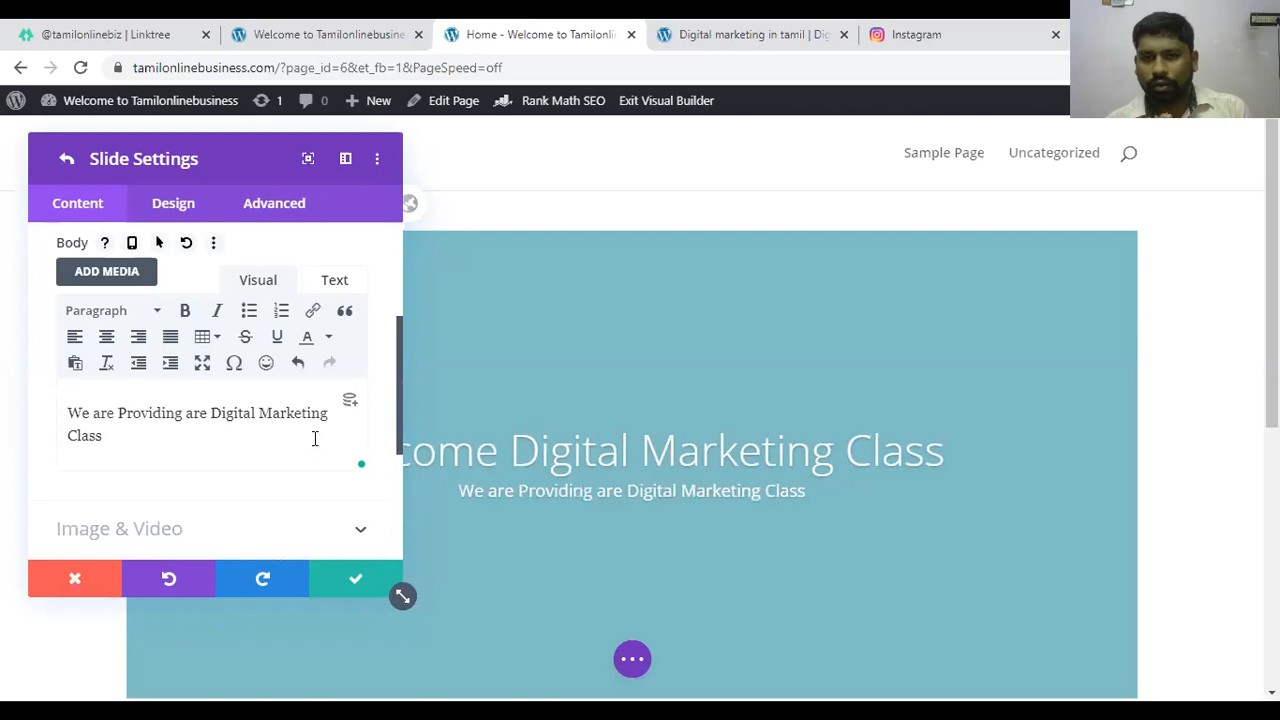 @tamilonlinebiz | Linktree
Welcome to Tamilonlinebusine
Home - Welcome to Tamilonli
Digital marketing in tamil | Dig
Instagram
tamilonlinebusiness.com/?page_id=6&et_fb=1&PageSpeed=off
Welcome to Tamilonlinebusiness
1
0
New
Edit Page
Rank Math SEO
Exit Visual Builder
Slide Settings
Sample Page
Uncategorized
Content
Design
Advanced
Body
ADD MEDIA
Visual
Text
Paragraph
We are Providing are Digital Marketing
Class
come Digital Marketing Class
We are Providing are Digital Marketing Class
Image & Video